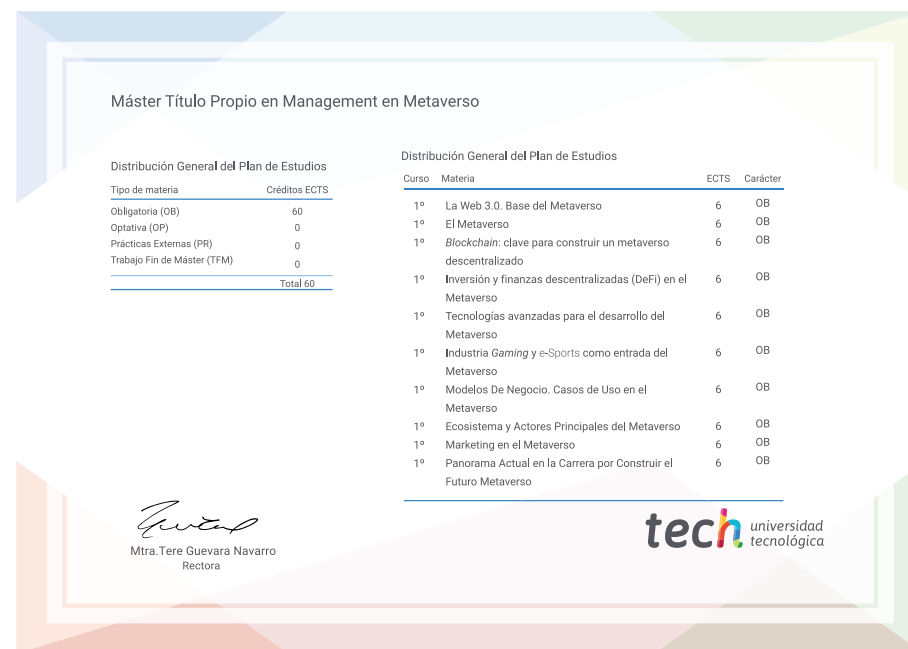 Máster Título Propio en Management en Metaverso
Distribución General del Plan de Estudios
Tipo de materia Créditos ECTS
Obligatoria (OB) 60
Optativa (OP) 0
Prácticas Externas (PR) 0
Trabajo Fin de Máster (TFM) 0
Total 60
Distribución General del Plan de Estudios
Curso Materia ECTS Carácter
1º La Web 3.0. Base del Metaverso 6 OB
1º El Metaverso 6 OB
1º Blockchain: clave para construir un metaverso 6 OB
descentralizado
1º Inversión y finanzas descentralizadas (DeFi) en el 6 OB
Metaverso
1º Tecnologías avanzadas para el desarrollo del 6 OB
Metaverso
1º Industria Gaming y e-Sports como entrada del 6 OB
Metaverso
1º Modelos De Negocio. Casos de Uso en el 6 OB
Metaverso
1º Ecosistema y Actores Principales del Metaverso 6 OB
1º Marketing en el Metaverso 6 OB
1º Panorama Actual en la Carrera por Construir el 6 OB
Futuro Metaverso
Mtra.Tere Guevara Navarro
Rectora
tech universidad
tecnológica